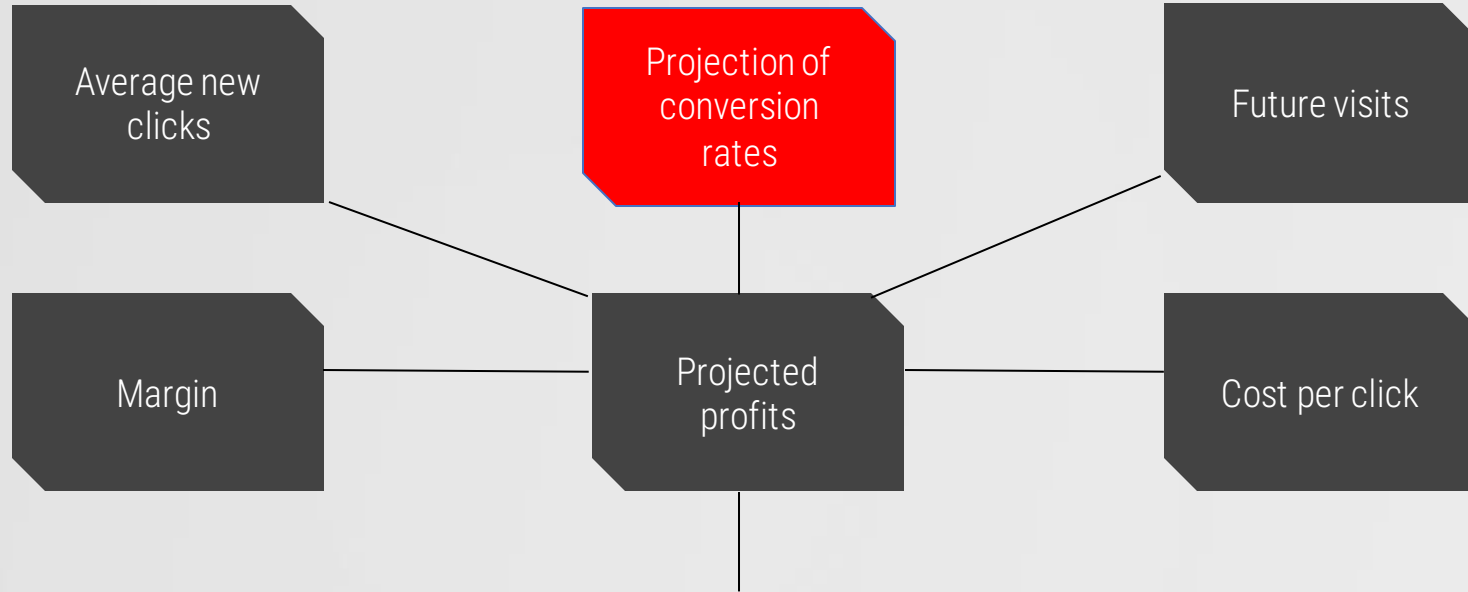 Average new
clicks
Projection of
conversion
rates
Future visits
Margin
Projected
profits
Cost per click